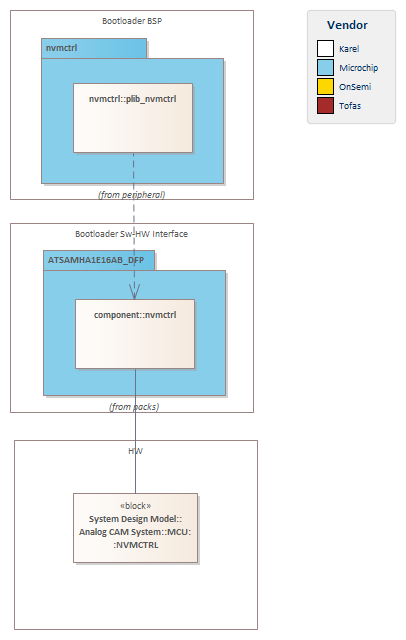 Bootloader BSP
nvmctrl
nvmctrl::plib_nvmctrl
(from peripheral)
Bootloader Sw-HW Interface
ATSAMHA1E16AB_DFP
component::nvmctrl
(from packs)
HW
«block»
System Design Model::
Analog CAM System::MCU:
:NVMCTRL
Vendor
Karel
Microchip
OnSemi
Tofas